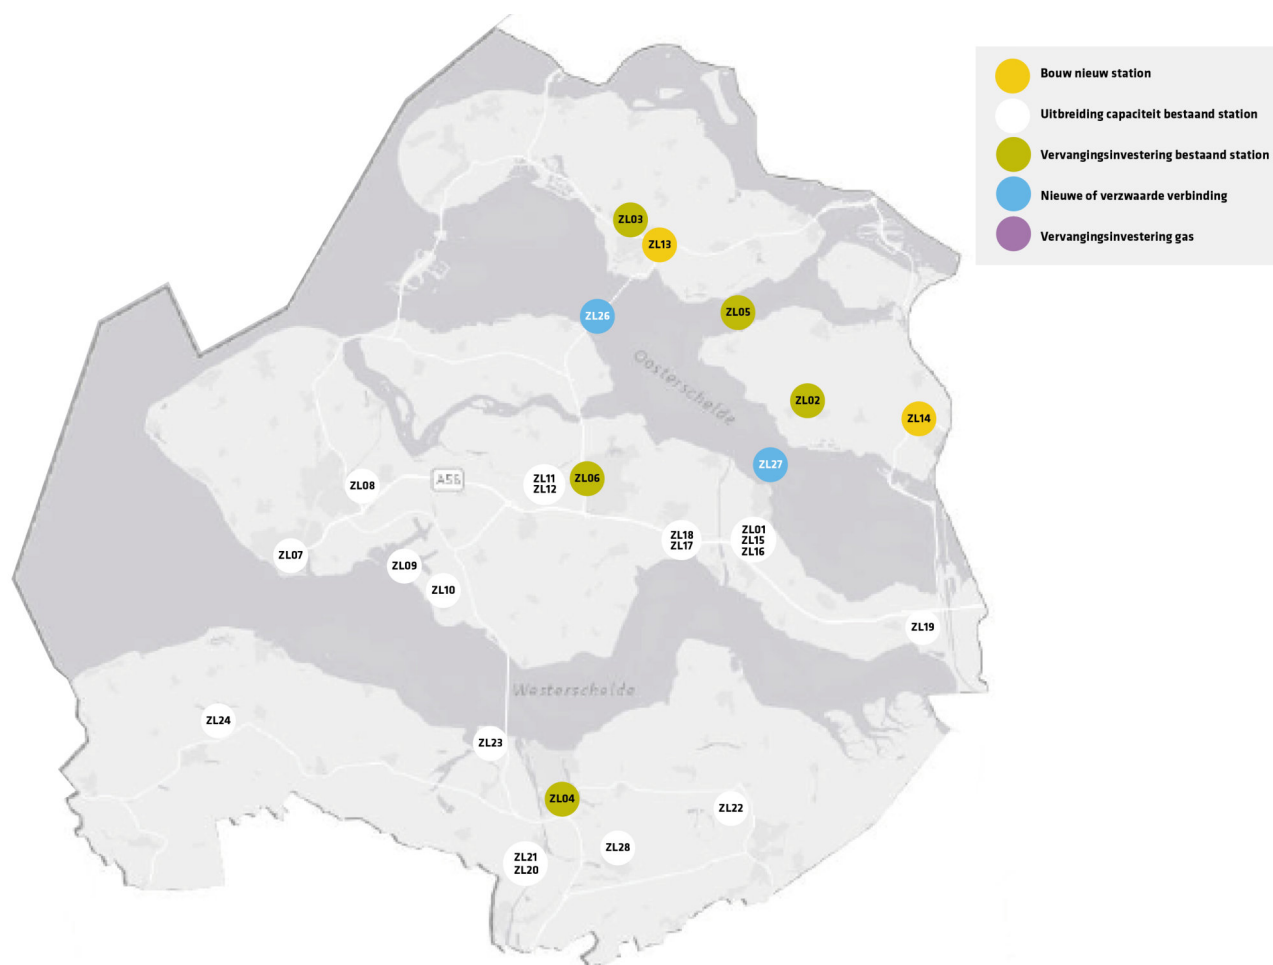 Bouw nieuw station
Uitbreiding capaciteit bestaand station
Vervangingsinvestering bestaand station
Nieuwe of verzwaarde verbinding
Vervangingsinvestering gas
ZL03
ZL13
ZL26
ZL05
Oosterschelde
ZL02
ZL14
ZL27
ZL08
A56
ZL11
ZL12
ZL06
ZL18
ZL17
ZL01
ZL15
ZL16
ZL07
ZL09
ZL10
ZL19
Westerschelde
ZL24
ZL23
ZL04
ZL22
ZL28
ZL21
ZL20